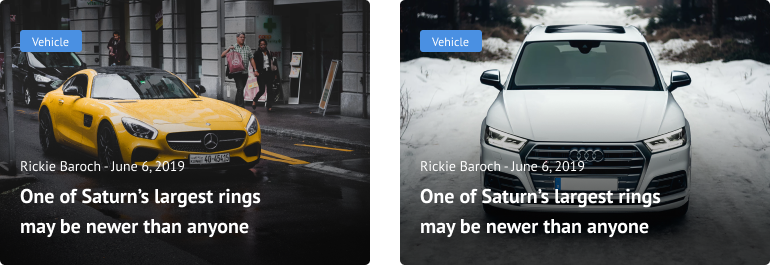 Vehicle
Rickie Baroch - June 6, 2019
One of Saturn’s largest rings
may be newer than anyone
Vehicle
Rickie Baroch - June 6, 2019
One of Saturn’s largest rings
may be newer than anyone